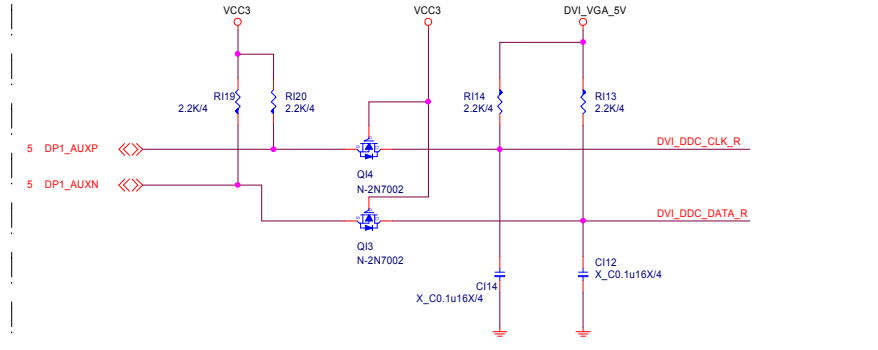 VCC3
VCC3
DVI_VGA_5V
RI19
2.2K/4
RI20
2.2K/4
RI14
2.2K/4
RI13
2.2K/4
5 DP1_AUXP
DVI_DDC_CLK_R
QI4
N-2N7002
5 DP1_AUXN
DVI_DDC_DATA_R
QI3
N-2N7002
CI14
X_C0.1u16X/4
CI12
X_C0.1u16X/4